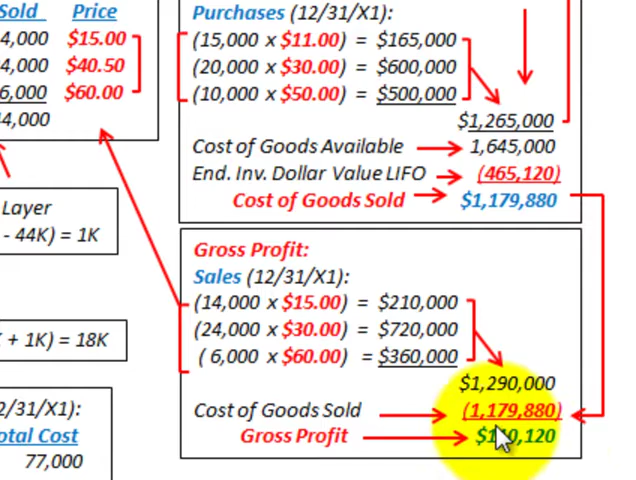 Sold Price
4,000 $15.00
4,000 $40.50
6,000 $60.00
4,000
Layer
- 44K) = 1K
+ 1K) = 18K
2/31/X1):
otal Cost
77,000
Purchases (12/31/X1):
(15,000 x $11.00) = $165,000
(20,000 x $30.00) = $600,000
(10,000 x $50.00) = $500,000
$1,265,000
Cost of Goods Available 1,645,000
End. Inv. Dollar Value LIFO (465,120)
Cost of Goods Sold $1,179,880
Gross Profit:
Sales (12/31/X1):
(14,000 x $15.00) = $210,000
(24,000 x $30.00) = $720,000
( 6,000 x $60.00) = $360,000
$1,290,000
Cost of Goods Sold (1,179,880)
Gross Profit